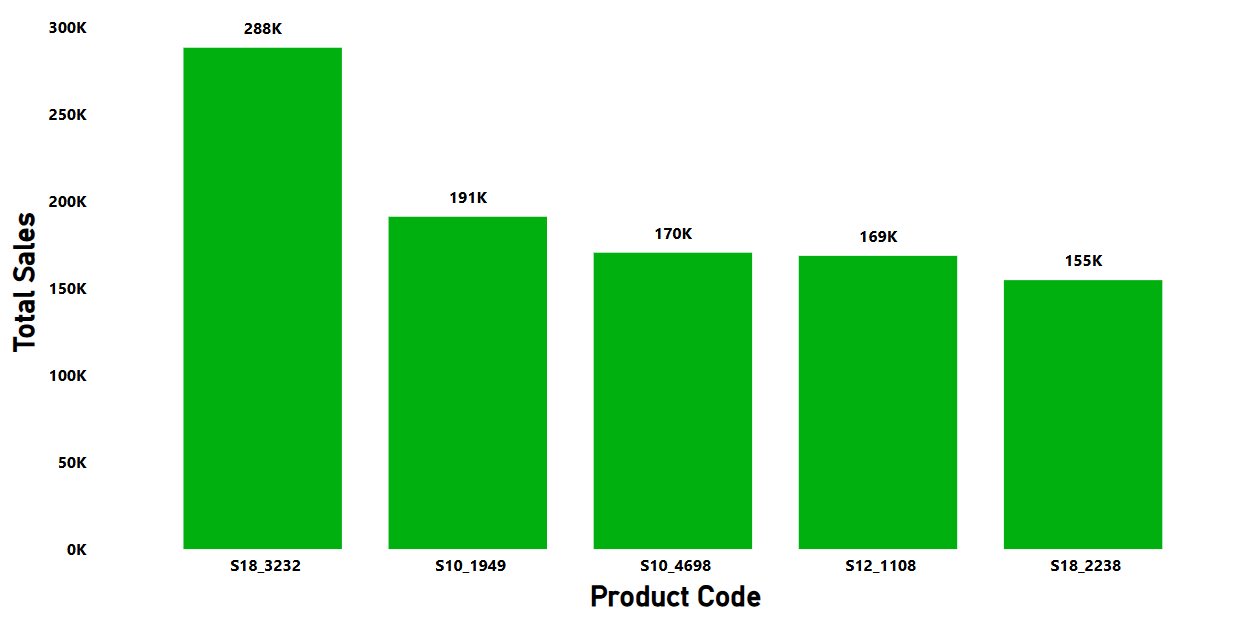 300K
250K
200K
150K
100K
50K
0K
Total Sales
288K
191K
170K
169K
155K
S18_3232
S10_1949
S10_4698
S12_1108
S18_2238
Product Code